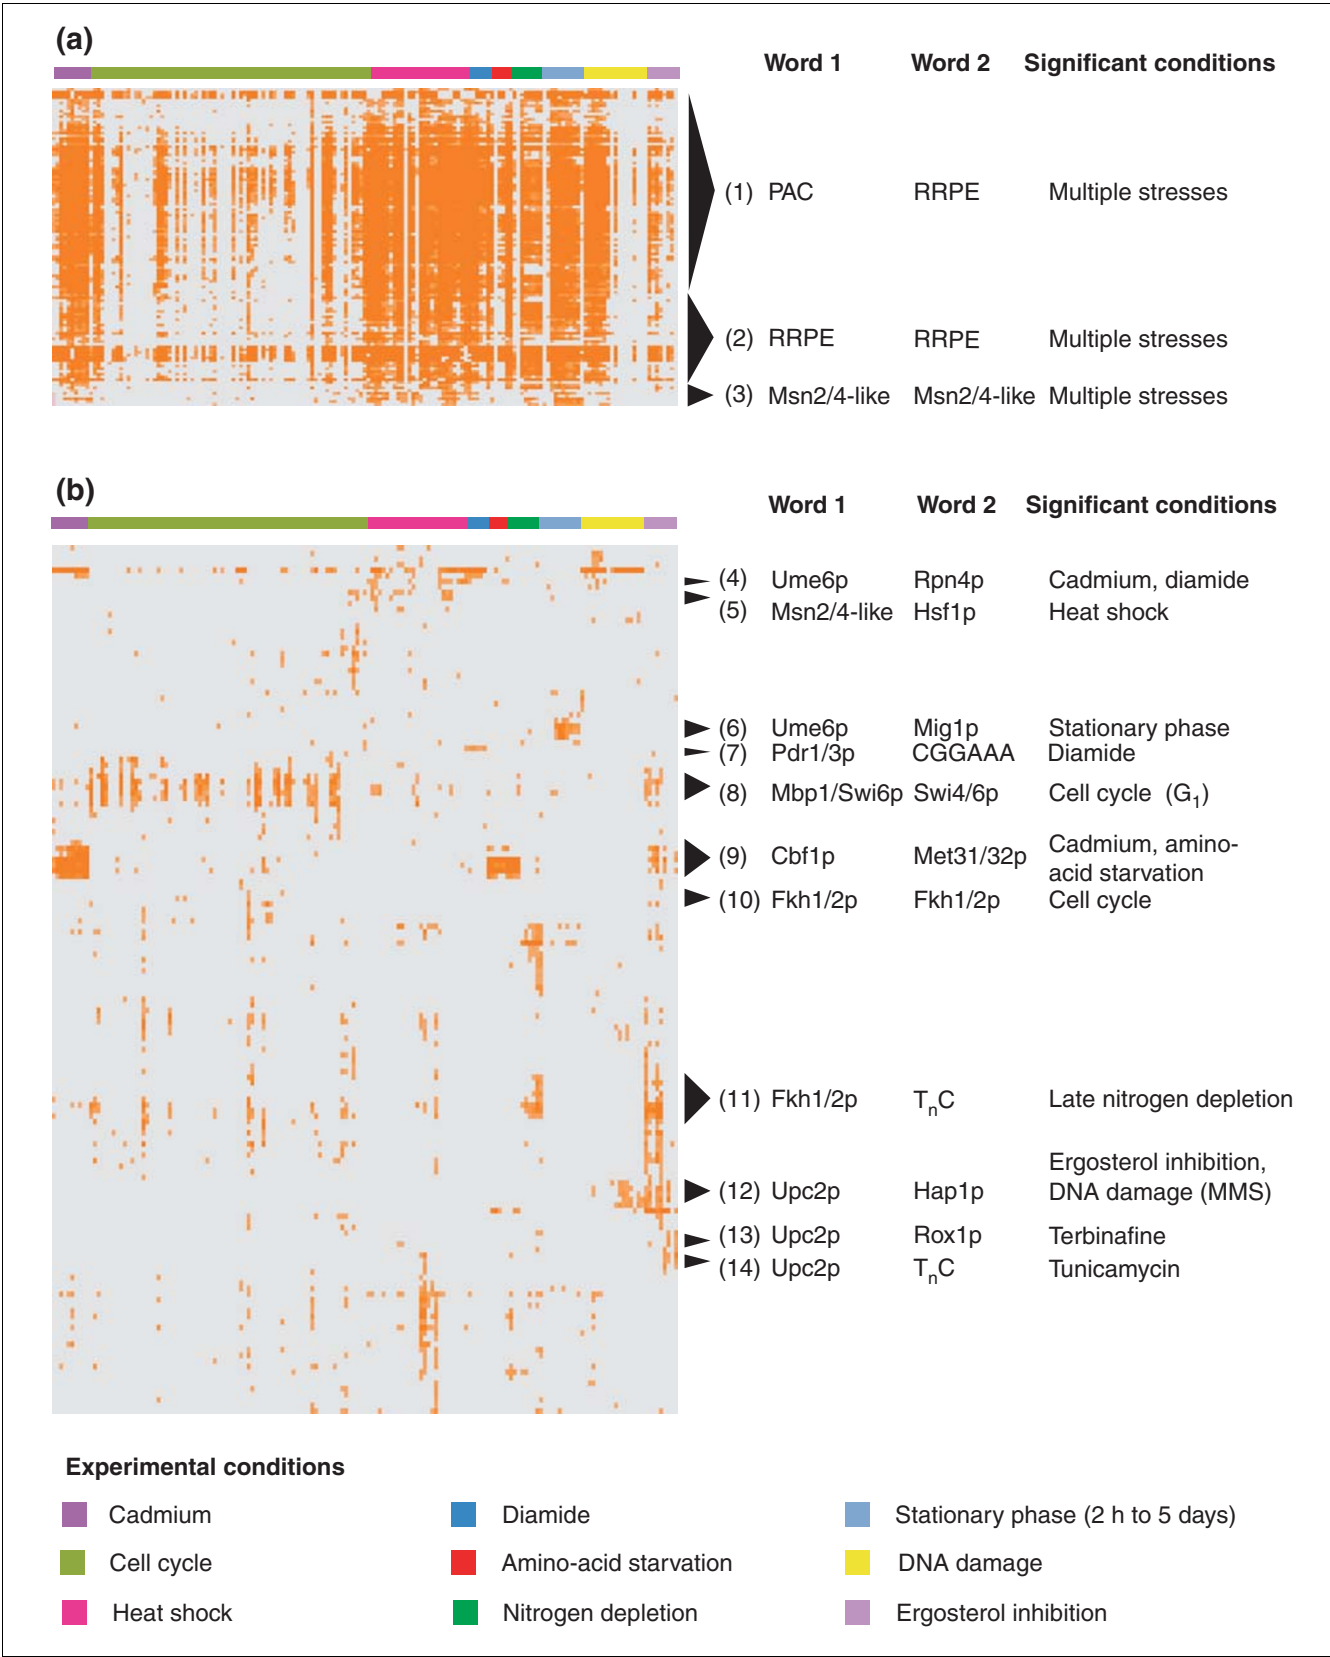 (a)
Word 1 Word 2 Significant conditions
(1) PAC RRPE Multiple stresses
(2) RRPE RRPE Multiple stresses
(3) Msn2/4-like Msn2/4-like Multiple stresses
(b)
Word 1 Word 2 Significant conditions
(4) Ume6p Rpn4p Cadmium, diamide
(5) Msn2/4-like Hsf1p Heat shock
(6) Ume6p Mig1p Stationary phase
(7) Pdr1/3p CGGAAA Diamide
(8) Mbp1/Swi6p Swi4/6p Cell cycle (G1)
(9) Cbf1p Met31/32p Cadmium, amino-
acid starvation
(10) Fkh1/2p Fkh1/2p Cell cycle
(11) Fkh1/2p TnC Late nitrogen depletion
Ergosterol inhibition,
(12) Upc2p Hap1p DNA damage (MMS)
(13) Upc2p Rox1p Terbinafine
(14) Upc2p TnC Tunicamycin
Experimental conditions
Cadmium Diamide Stationary phase (2 h to 5 days)
Cell cycle Amino-acid starvation DNA damage
Heat shock Nitrogen depletion Ergosterol inhibition